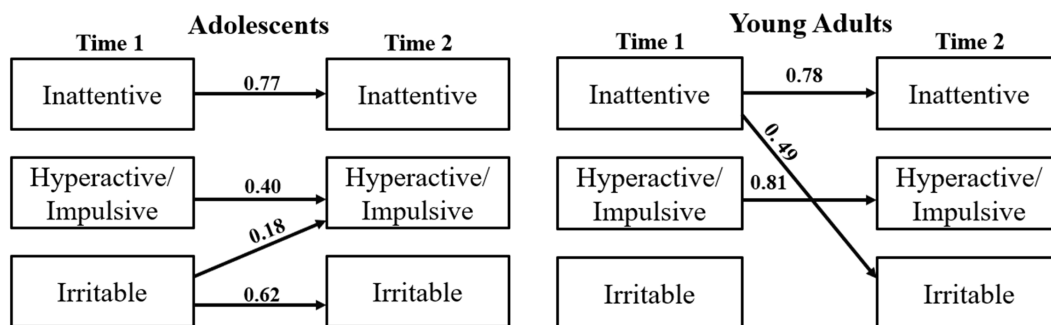 Adolescents
Time 1
Time 2
Inattentive
0.77
Inattentive
Hyperactive/
Impulsive
0.40
Hyperactive/
Impulsive
0.18
Irritable
0.62
Irritable
Young Adults
Time 1
Time 2
Inattentive
0.78
Inattentive
0. 49
Hyperactive/
Impulsive
0.81
Hyperactive/
Impulsive
Irritable
Irritable